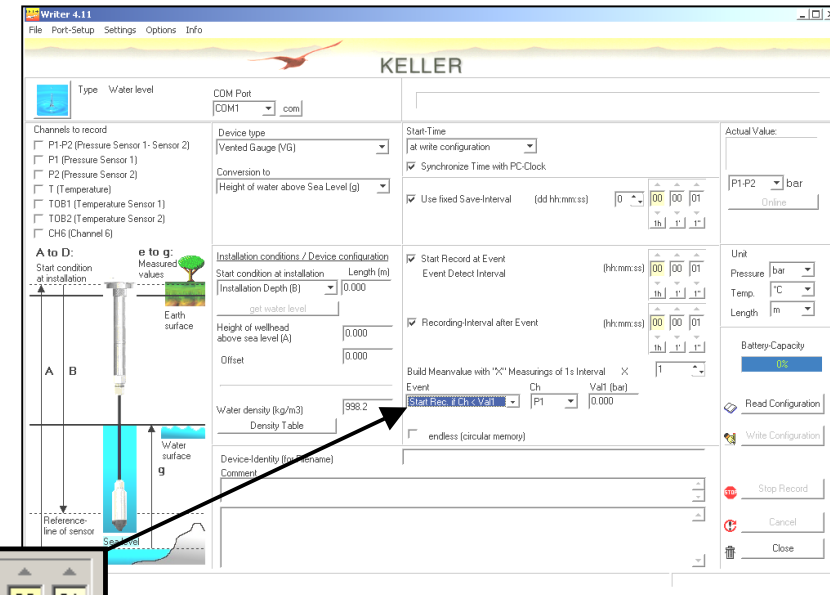 Writer 4.11
File Port-Setup Settings Options Info
KELLER
Type Water level
COM Port
COM1 com
Channels to record
P1-P2 (Pressure Sensor 1- Sensor 2)
P1 (Pressure Sensor 1)
P2 (Pressure Sensor 2)
T (Temperature)
TOB1 (Temperature Sensor 1)
TOB2 (Temperature Sensor 2)
CH6 (Channel 6)
Device type
Vented Gauge (VG)
Conversion to
Height of water above Sea Level (g)
Start-Time
at write configuration
Synchronize Time with PC-Clock
Use fixed Save-Interval (dd hh:mm:ss) 0 00 00 01
1h 1' 1"
Actual Value:
P1-P2 bar
Online
A to D:
Start condition
at installation
e to g:
Measured
values
Earth
surface
A B
Water
surface
g
Reference-
line of sensor
Sea level
Installation conditions / Device configuration
Start condition at installation Length (m)
Installation Depth (B) 0.000
get water level
Height of wellhead
above sea level (A) 0.000
Offset 0.000
Water density (kg/m3) 998.2
Density Table
Start Record at Event
Event Detect Interval (hh:mm:ss) 00 00 01
1h 1' 1"
Recording-Interval after Event (hh:mm:ss) 00 00 01
1h 1' 1"
Build Meanvalue with "X" Measurings of 1s Interval X 1
Event Ch Val1 (bar)
Start Rec. if Ch < Val1 P1 0.000
endless (circular memory)
Device-Identity (for Filename)
Comment
Unit
Pressure bar
Temp. °C
Length m
Battery-Capacity
0%
Read Configuration
Write Configuration
STOP Stop Record
Cancel
Close